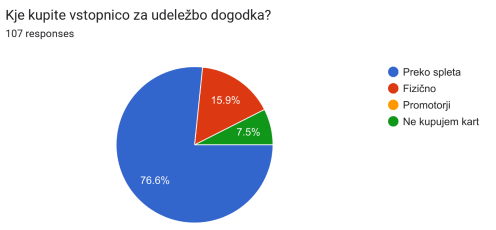 Kje kupite vstopnico za udeležbo dogodka?
107 responses
Preko spleta
Fizično
Promotorji
Ne kupujem kart
15.9%
7.5%
76.6%